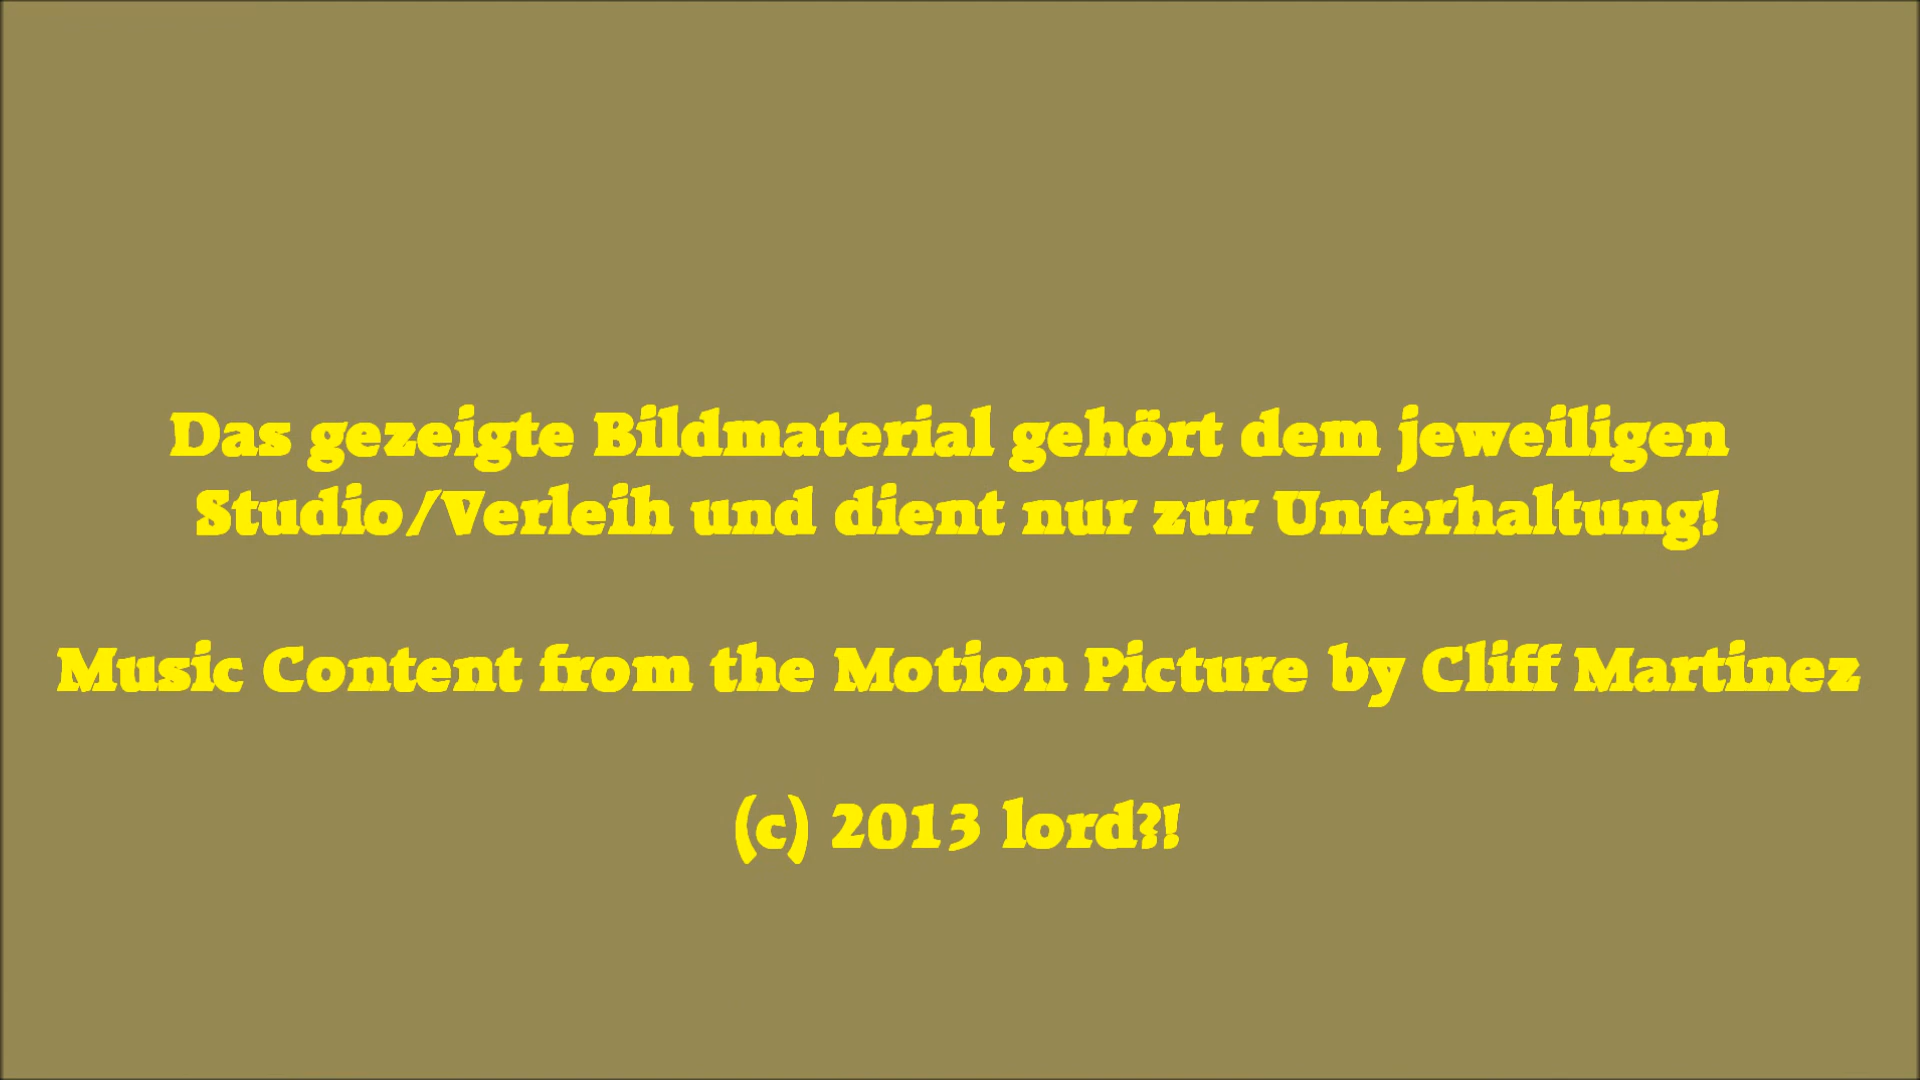 Das gezeigte Bildmaterial gehört dem jeweiligen
Studio/Verleih und dient nur zur Unterhaltung!
Music Content from the Motion Picture by Cliff Martinez
(c) 2013 lord?!